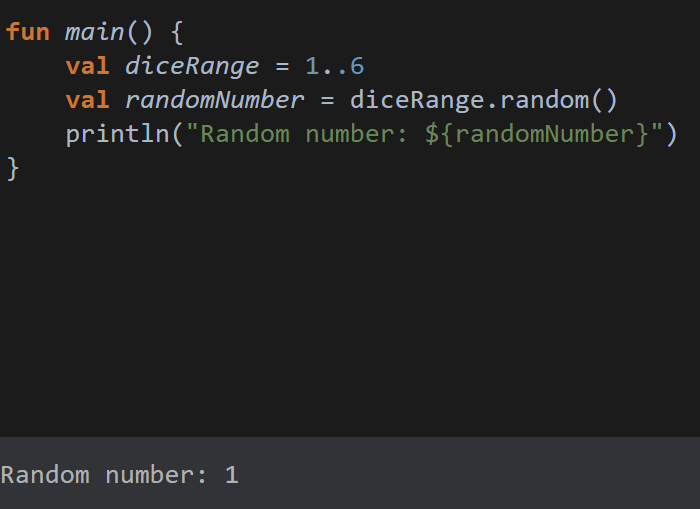 fun main() {
    val diceRange = 1..6
    val randomNumber = diceRange.random()
    println("Random number: ${randomNumber}")
}
Random number: 1